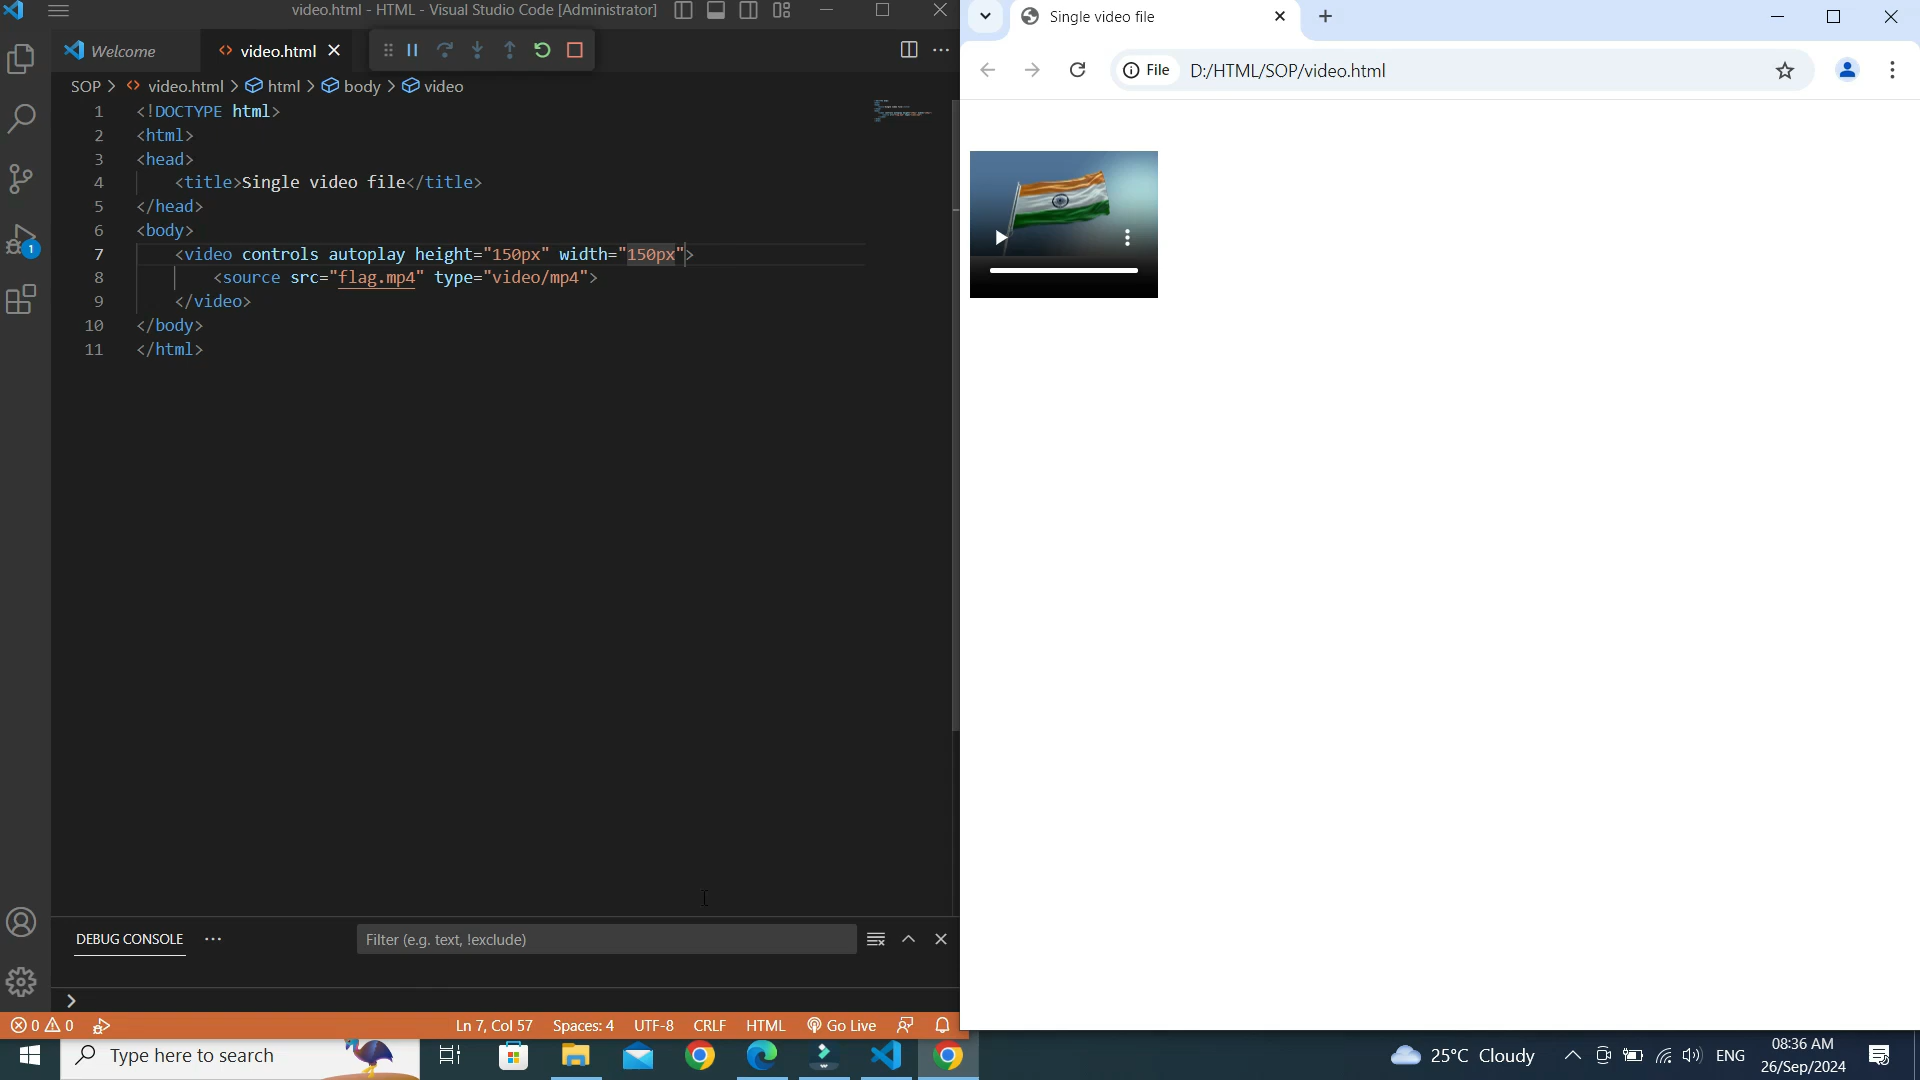 video.html - HTML - Visual Studio Code [Administrator]
Welcome
<> video.html
SOP > <> video.html > html > body > video
1 <!DOCTYPE html>
2 <html>
3 <head>
4 <title>Single video file</title>
5 </head>
6 <body>
7 <video controls autoplay height="150px" width="150px">
8 <source src="flag.mp4" type="video/mp4">
9 </video>
10 </body>
11 </html>
1
DEBUG CONSOLE
Filter (e.g. text, !exclude)
0 0
Ln 7, Col 57 Spaces: 4 UTF-8 CRLF HTML Go Live
Single video file
File D:/HTML/SOP/video.html
Type here to search
25°C Cloudy
ENG
08:36 AM
26/Sep/2024